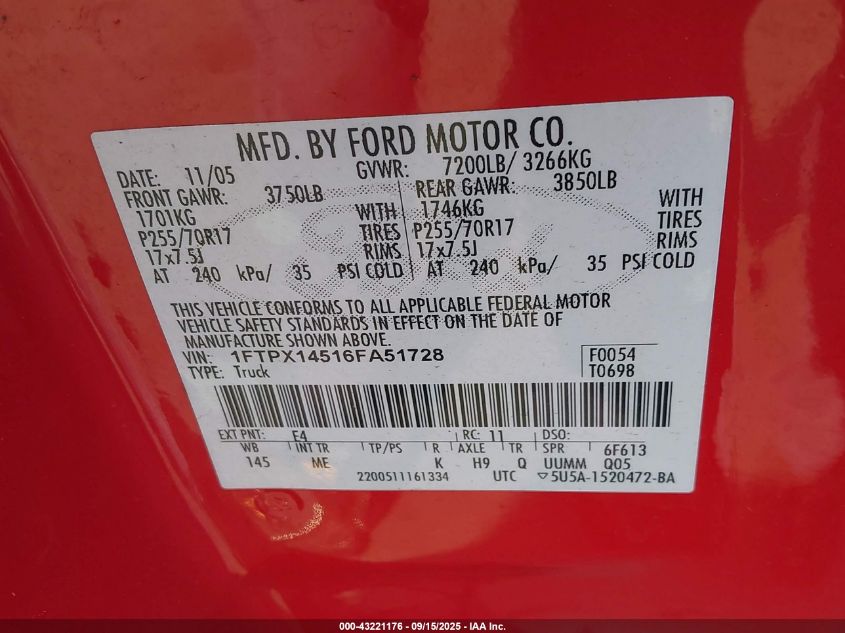 MFD. BY FORD MOTOR CO.
DATE: 11/05 GVWR: 7200LB/ 3266KG
FRONT GAWR: 3750LB REAR GAWR: 3850LB
1701KG WITH 1746KG WITH
P255/70R17 TIRES P255/70R17 TIRES
17x7.5J RIMS 17x7.5J RIMS
AT 240 kPa/ 35 PSI COLD AT 240 kPa/ 35 PSI COLD
THIS VEHICLE CONFORMS TO ALL APPLICABLE FEDERAL MOTOR
VEHICLE SAFETY STANDARDS IN EFFECT ON THE DATE OF
MANUFACTURE SHOWN ABOVE.
VIN: 1FTPX14516FA51728 F0054
TYPE: Truck T0698
EXT PNT: E4 RC: 11 DSO:
WB INT TR TP/PS R AXLE TR SPR 6F613
145 ME K H9 Q UUMM Q05
2200511161334 UTC ▽5U5A-1520472-BA
000-43221176 - 09/15/2025 - IAA Inc.